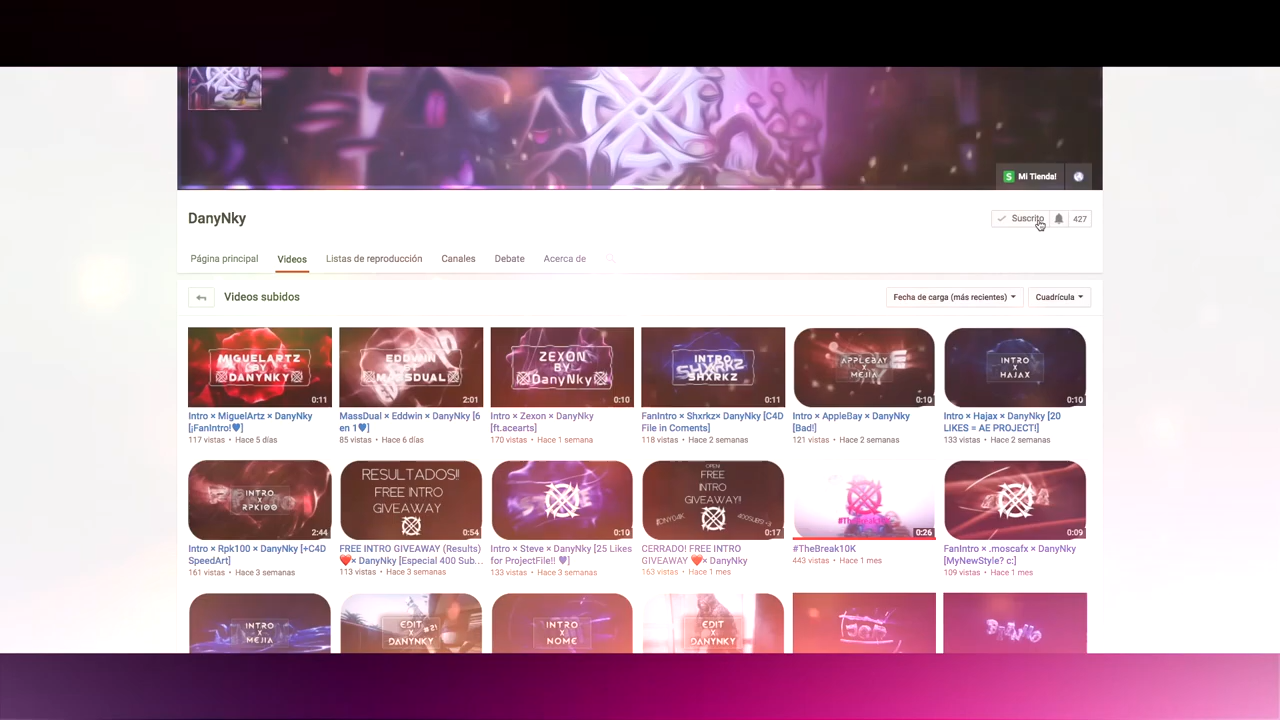 Mi Tienda!
DanyNky
Suscrito 427
Página principal Videos Listas de reproducción Canales Debate Acerca de
Videos subidos
Fecha de carga (más recientes) Cuadrícula
MIGUELARTZ
BY
DANYNKY
0:11
EDDWIN
BY
MASSDUAL
2:01
ZEXON
BY
DanyNky
0:10
INTRO
SHXRKZ
SHXRKZ
0:11
APPLEBAY
X
MEJIA
0:10
INTRO
X
HAJAX
0:10
Intro × MiguelArtz × DanyNky
[¡FanIntro!♥]
117 vistas • Hace 5 días
MassDual × Eddwin × DanyNky [6
en 1♥]
85 vistas • Hace 6 días
Intro × Zexon × DanyNky
[ft.acearts]
170 vistas • Hace 1 semana
FanIntro × Shxrkz× DanyNky [C4D
File in Coments]
118 vistas • Hace 2 semanas
Intro × AppleBay × DanyNky
[Bad!]
121 vistas • Hace 2 semanas
Intro × Hajax × DanyNky [20
LIKES = AE PROJECT!]
133 vistas • Hace 2 semanas
INTRO
X
RPK100
2:44
RESULTADOS!!
FREE INTRO
GIVEAWAY
0:54
0:10
OPEN!
FREE
INTRO
GIVEAWAY!!
0:17
#TheBreak10K
0:26
0:09
Intro × Rpk100 × DanyNky [+C4D
SpeedArt]
161 vistas • Hace 3 semanas
FREE INTRO GIVEAWAY (Results)
❤× DanyNky [Especial 400 Sub...
113 vistas • Hace 3 semanas
Intro × Steve × DanyNky [25 Likes
for ProjectFile!! ♥]
133 vistas • Hace 3 semanas
CERRADO! FREE INTRO
GIVEAWAY ❤× DanyNky
163 vistas • Hace 1 mes
#TheBreak10K
443 vistas • Hace 1 mes
FanIntro × .moscafx × DanyNky
[MyNewStyle? c:]
109 vistas • Hace 1 mes
INTRO
X
MEJIA
EDIT #21
X
DANYNKY
INTRO
X
NOME
EDIT
X
DANYNKY